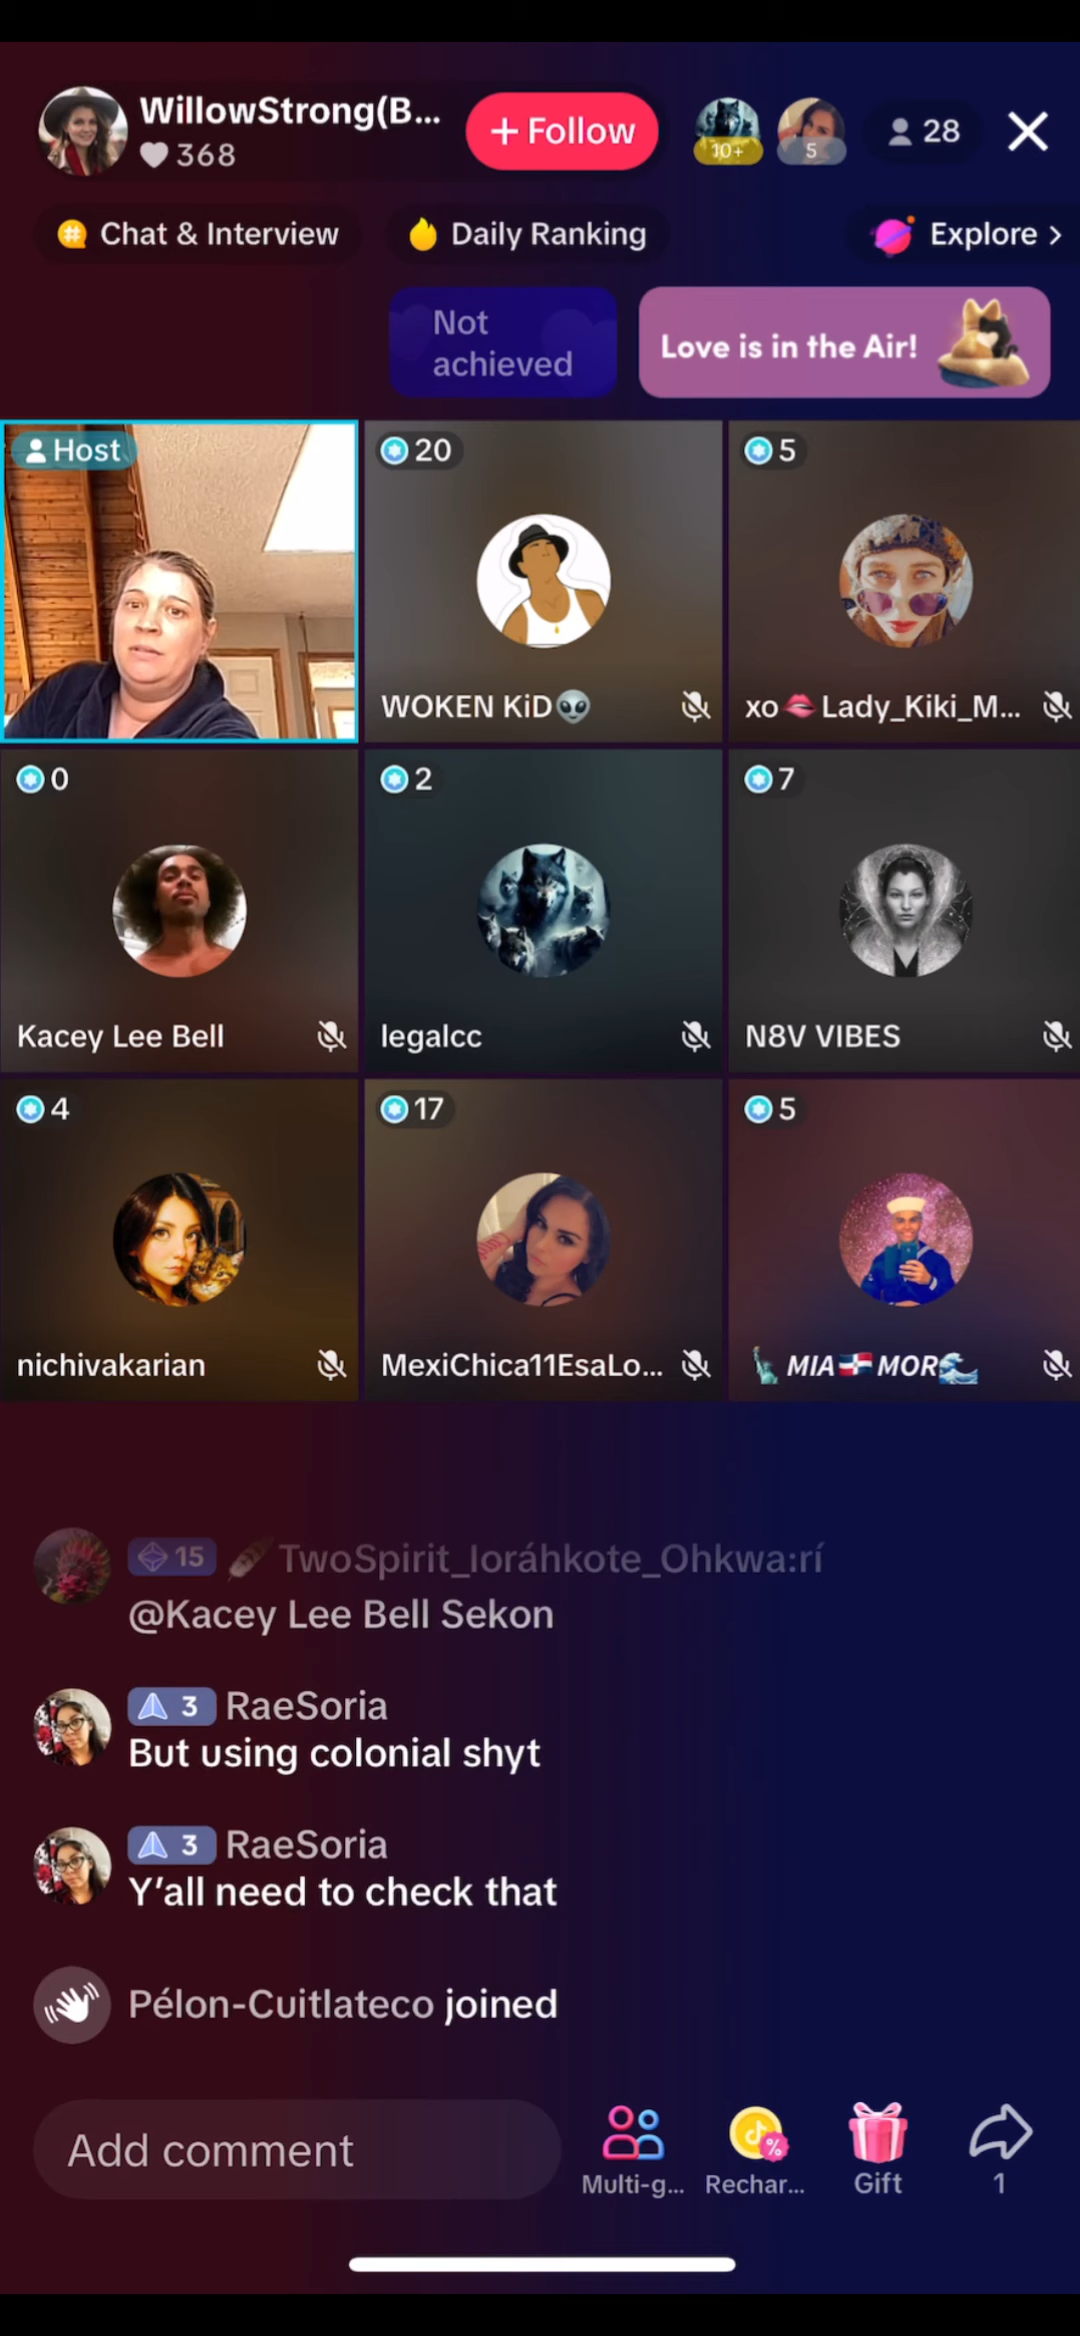 WillowStrong(B...
368
+ Follow
10+
5
28
Chat & Interview
Daily Ranking
Explore >
Not
achieved
Love is in the Air!
Host
20
5
WOKEN KiD👽
xo💋Lady_Kiki_M...
0
2
7
Kacey Lee Bell
legalcc
N8V VIBES
4
17
5
nichivakarian
MexiChica11EsaLo...
🗽 MIA🇩🇴MOR🌊
15 🪶TwoSpirit_Ioráhkote_Ohkwa:rí
@Kacey Lee Bell Sekon
3 RaeSoria
But using colonial shyt
3 RaeSoria
Y'all need to check that
Pélon-Cuitlateco joined
Add comment
Multi-g...
Rechar...
Gift
1